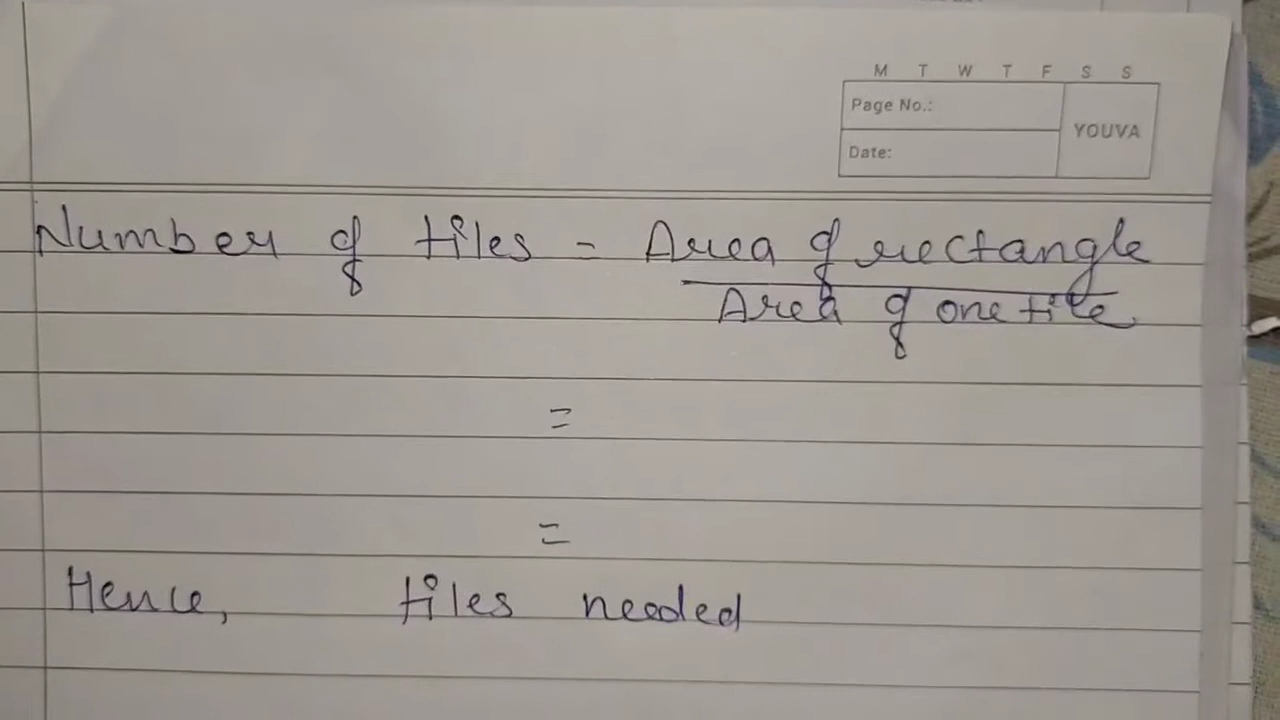 M T W T F S S
Page No.:
YOUVA
Date:
Number of tiles = Area of rectangle
Area of one tile
=
=
Hence, tiles needed